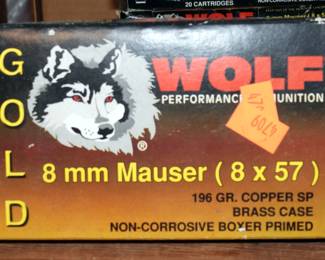 20 CARTRIDGES
GOLD
WOLF
PERFORMANCE AMMUNITION
®
8 mm Mauser ( 8 x 57 )
196 GR. COPPER SP
BRASS CASE
NON-CORROSIVE BOXER PRIMED